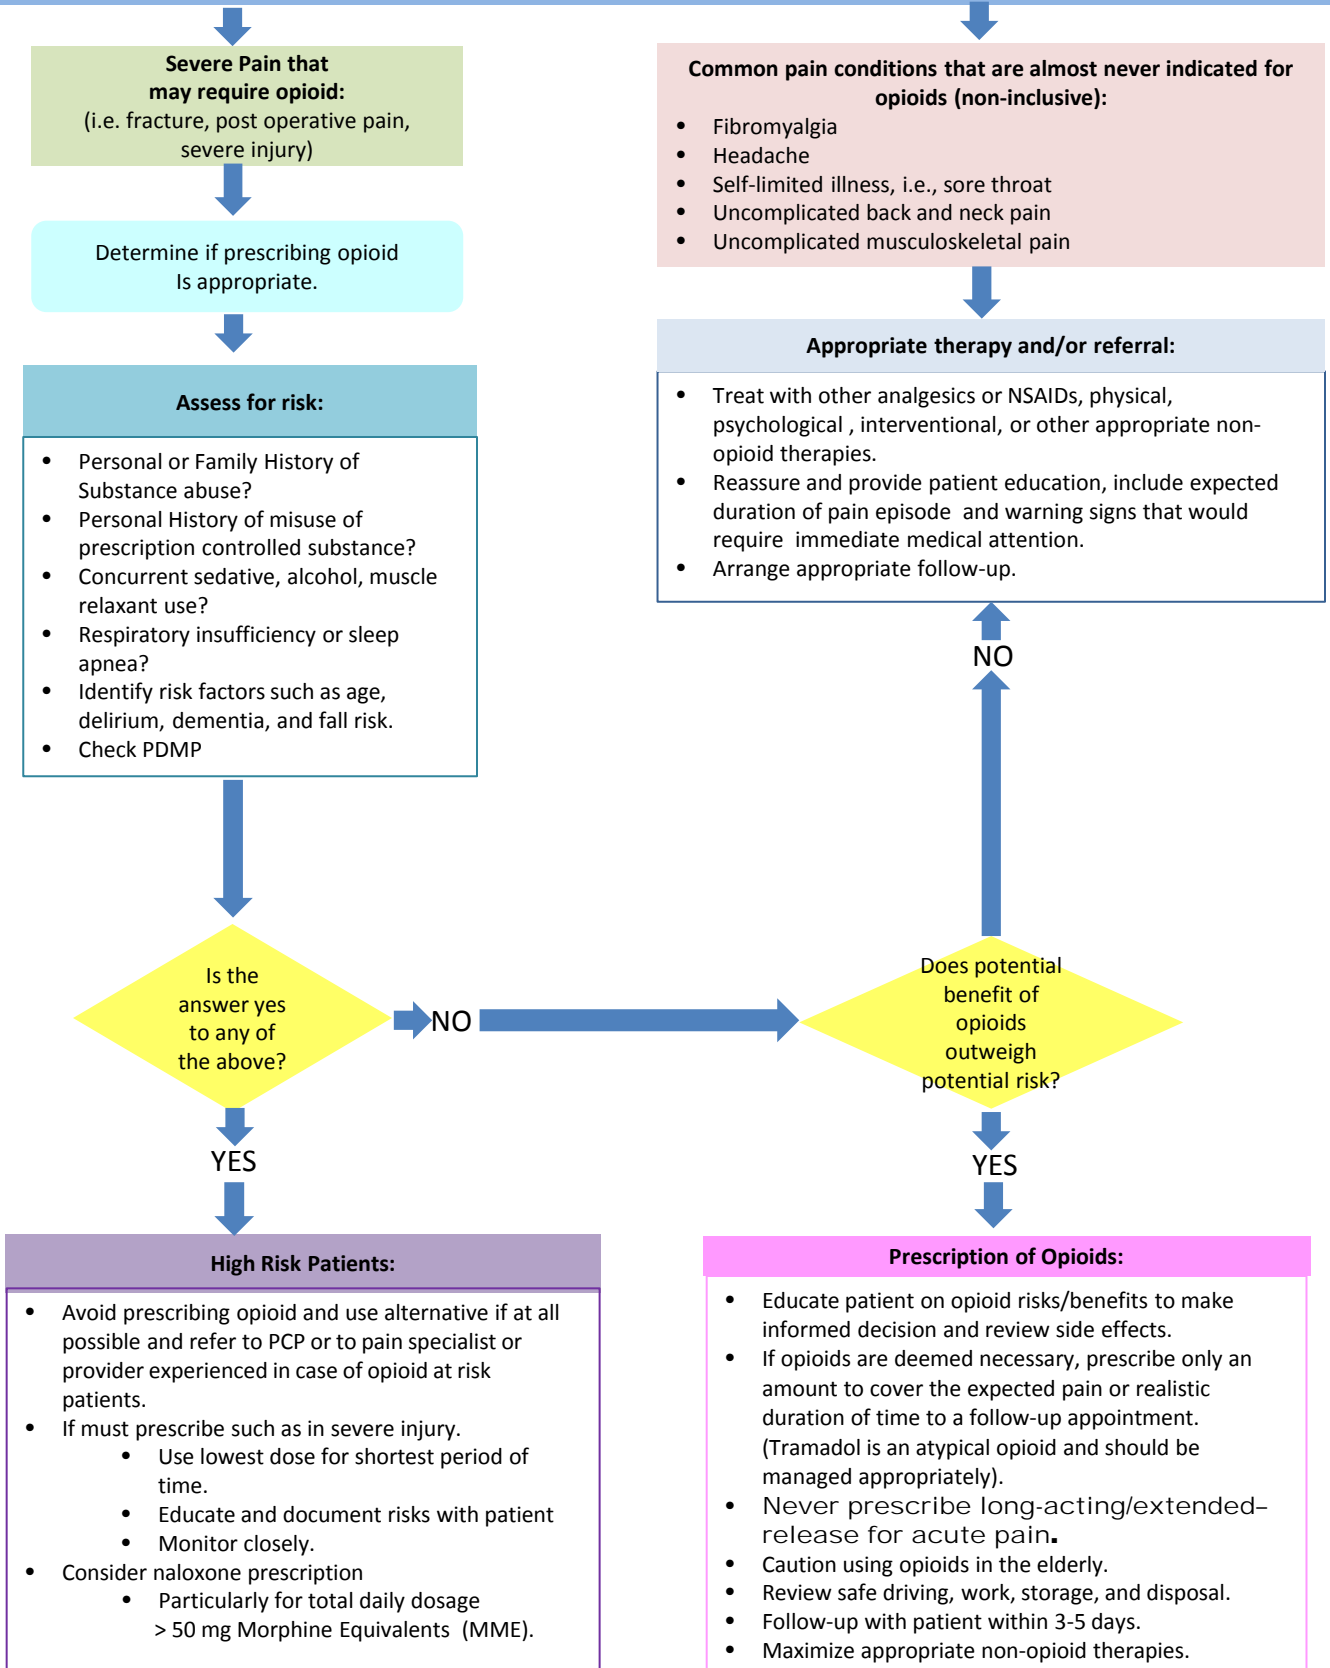 Severe Pain that
may require opioid:
(i.e. fracture, post operative pain,
severe injury)
Determine if prescribing opioid
Is appropriate.
Assess for risk:
• Personal or Family History of
Substance abuse?
• Personal History of misuse of
prescription controlled substance?
• Concurrent sedative, alcohol, muscle
relaxant use?
• Respiratory insufficiency or sleep
apnea?
• Identify risk factors such as age,
delirium, dementia, and fall risk.
• Check PDMP
Is the
answer yes
to any of
the above?
NO
YES
High Risk Patients:
• Avoid prescribing opioid and use alternative if at all
possible and refer to PCP or to pain specialist or
provider experienced in case of opioid at risk
patients.
• If must prescribe such as in severe injury.
• Use lowest dose for shortest period of
time.
• Educate and document risks with patient
• Monitor closely.
• Consider naloxone prescription
• Particularly for total daily dosage
> 50 mg Morphine Equivalents (MME).
Common pain conditions that are almost never indicated for
opioids (non-inclusive):
• Fibromyalgia
• Headache
• Self-limited illness, i.e., sore throat
• Uncomplicated back and neck pain
• Uncomplicated musculoskeletal pain
Appropriate therapy and/or referral:
• Treat with other analgesics or NSAIDs, physical,
psychological , interventional, or other appropriate non-
opioid therapies.
• Reassure and provide patient education, include expected
duration of pain episode and warning signs that would
require immediate medical attention.
• Arrange appropriate follow-up.
NO
Does potential
benefit of
opioids
outweigh
potential risk?
YES
Prescription of Opioids:
• Educate patient on opioid risks/benefits to make
informed decision and review side effects.
• If opioids are deemed necessary, prescribe only an
amount to cover the expected pain or realistic
duration of time to a follow-up appointment.
(Tramadol is an atypical opioid and should be
managed appropriately).
• Never prescribe long-acting/extended–
release for acute pain.
• Caution using opioids in the elderly.
• Review safe driving, work, storage, and disposal.
• Follow-up with patient within 3-5 days.
• Maximize appropriate non-opioid therapies.